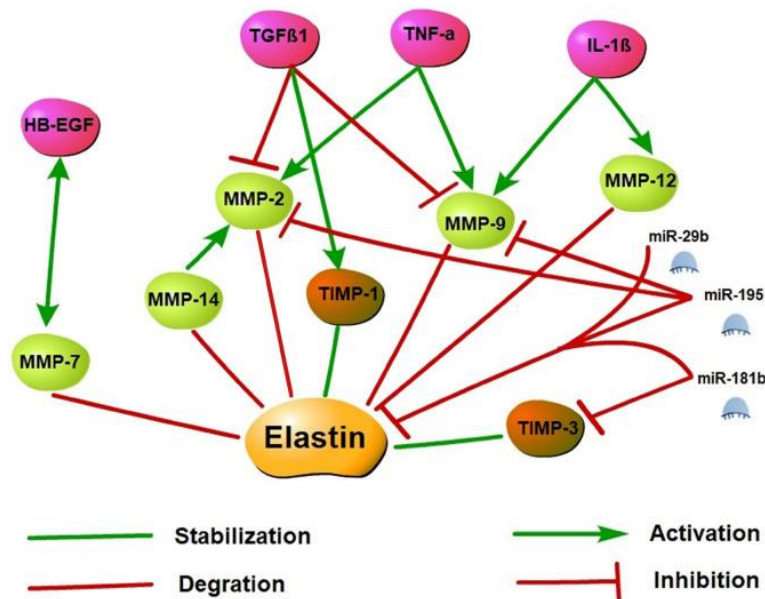 TGFß1
TNF-a
IL-1ß
HB-EGF
MMP-2
MMP-9
MMP-12
miR-29b
MMP-14
TIMP-1
miR-195
MMP-7
miR-181b
Elastin
TIMP-3
Stabilization
Activation
Degration
Inhibition